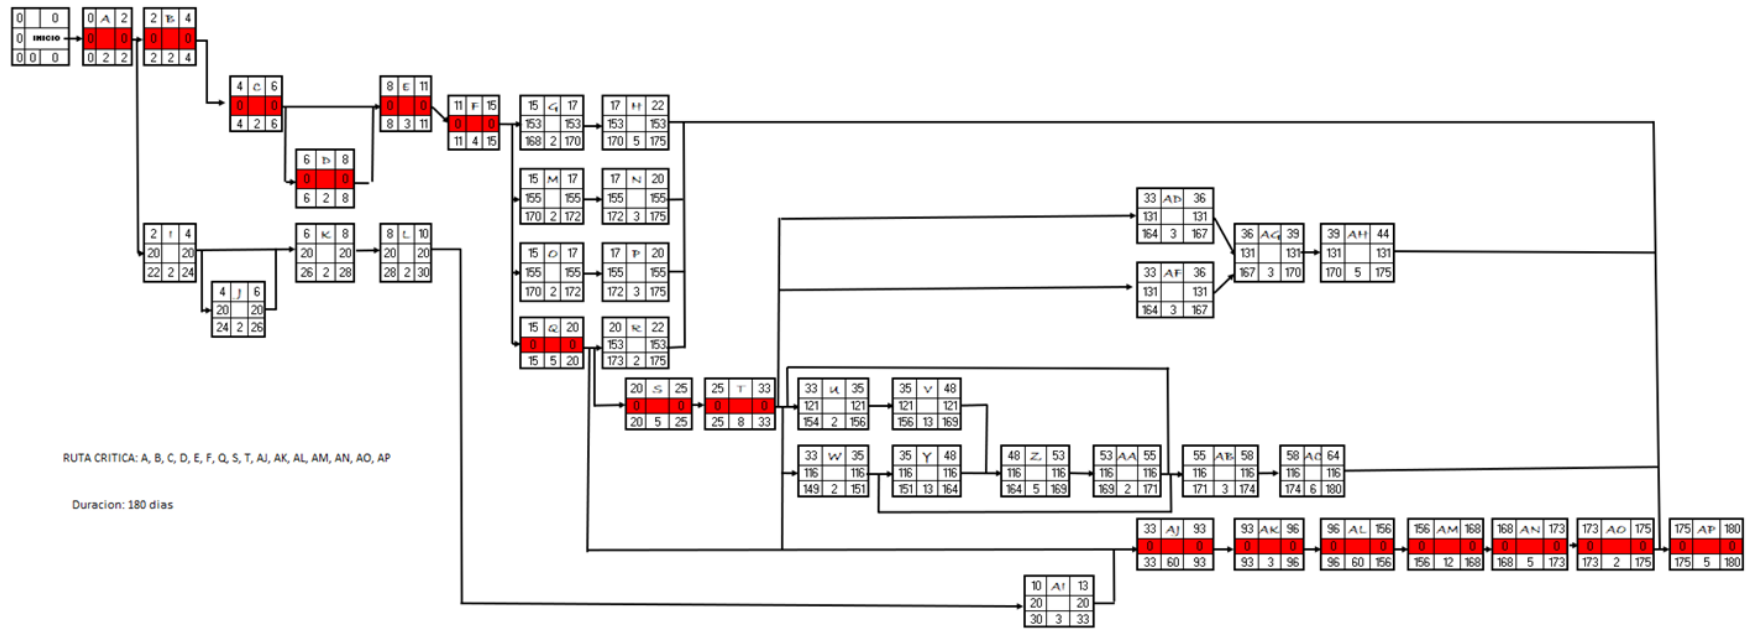 0 0
0 INICIO
0 0 0
0 A 2
0 0
0 2 2
2 B 4
0 0
2 2 4
4 C 6
0 0
4 2 6
6 D 8
0 0
6 2 8
8 E 11
0 0
8 3 11
11 F 15
0 0
11 4 15
15 G 17
153 153
168 2 170
17 H 22
153 153
170 5 175
15 M 17
155 155
170 2 172
17 N 20
155 155
172 3 175
15 O 17
155 155
170 2 172
17 P 20
155 155
172 3 175
15 Q 20
0 0
15 5 20
20 R 22
153 153
173 2 175
2 I 4
20 20
22 2 24
4 J 6
20 20
24 2 26
6 K 8
20 20
26 2 28
8 L 10
20 20
28 2 30
33 AD 36
131 131
164 3 167
33 AF 36
131 131
164 3 167
36 AG 39
131 131
167 3 170
39 AH 44
131 131
170 5 175
20 S 25
0 0
20 5 25
25 T 33
0 0
25 8 33
33 U 35
121 121
154 2 156
35 V 48
121 121
156 13 169
33 W 35
116 116
149 2 151
35 Y 48
116 116
151 13 164
48 Z 53
116 116
164 5 169
53 AA 55
116 116
169 2 171
55 AB 58
116 116
171 3 174
58 AC 64
116 116
174 6 180
RUTA CRITICA: A, B, C, D, E, F, Q, S, T, AJ, AK, AL, AM, AN, AO, AP
Duracion: 180 dias
33 AJ 93
0 0
33 60 93
93 AK 96
0 0
93 3 96
96 AL 156
0 0
96 60 156
156 AM 168
0 0
156 12 168
168 AN 173
0 0
168 5 173
173 AO 175
0 0
173 2 175
175 AP 180
0 0
175 5 180
10 AI 13
20 20
30 3 33